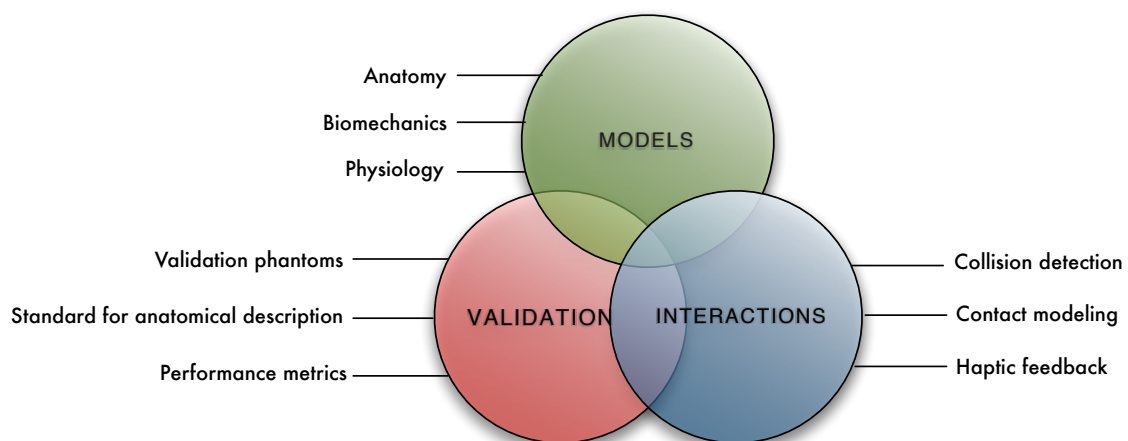 Anatomy
Biomechanics
Physiology
MODELS
Validation phantoms
Standard for anatomical description
Performance metrics
VALIDATION
INTERACTIONS
Collision detection
Contact modeling
Haptic feedback